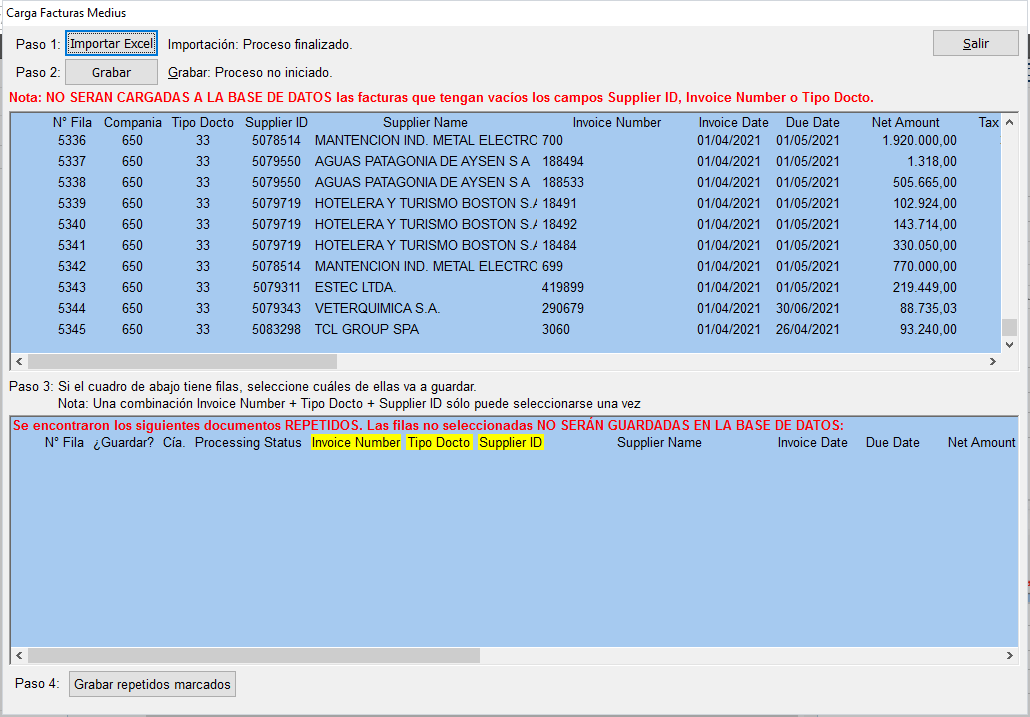 Carga Facturas Medius
Paso 1: Importar Excel Importación: Proceso finalizado. Salir
Paso 2: Grabar Grabar: Proceso no iniciado.
Nota: NO SERAN CARGADAS A LA BASE DE DATOS las facturas que tengan vacíos los campos Supplier ID, Invoice Number o Tipo Docto.
N° Fila Compania Tipo Docto Supplier ID Supplier Name Invoice Number Invoice Date Due Date Net Amount Tax
5336 650 33 5078514 MANTENCION IND. METAL ELECTRO 700 01/04/2021 01/05/2021 1.920.000,00
5337 650 33 5079550 AGUAS PATAGONIA DE AYSEN S A 188494 01/04/2021 01/05/2021 1.318,00
5338 650 33 5079550 AGUAS PATAGONIA DE AYSEN S A 188533 01/04/2021 01/05/2021 505.665,00
5339 650 33 5079719 HOTELERA Y TURISMO BOSTON S.A 18491 01/04/2021 01/05/2021 102.924,00
5340 650 33 5079719 HOTELERA Y TURISMO BOSTON S.A 18492 01/04/2021 01/05/2021 143.714,00
5341 650 33 5079719 HOTELERA Y TURISMO BOSTON S.A 18484 01/04/2021 01/05/2021 330.050,00
5342 650 33 5078514 MANTENCION IND. METAL ELECTRO 699 01/04/2021 01/05/2021 770.000,00
5343 650 33 5079311 ESTEC LTDA. 419899 01/04/2021 01/05/2021 219.449,00
5344 650 33 5079343 VETERQUIMICA S.A. 290679 01/04/2021 30/06/2021 88.735,03
5345 650 33 5083298 TCL GROUP SPA 3060 01/04/2021 26/04/2021 93.240,00
Paso 3: Si el cuadro de abajo tiene filas, seleccione cuáles de ellas va a guardar.
Nota: Una combinación Invoice Number + Tipo Docto + Supplier ID sólo puede seleccionarse una vez
Se encontraron los siguientes documentos REPETIDOS. Las filas no seleccionadas NO SERÁN GUARDADAS EN LA BASE DE DATOS:
N° Fila ¿Guardar? Cía. Processing Status Invoice Number Tipo Docto Supplier ID Supplier Name Invoice Date Due Date Net Amount
Paso 4: Grabar repetidos marcados